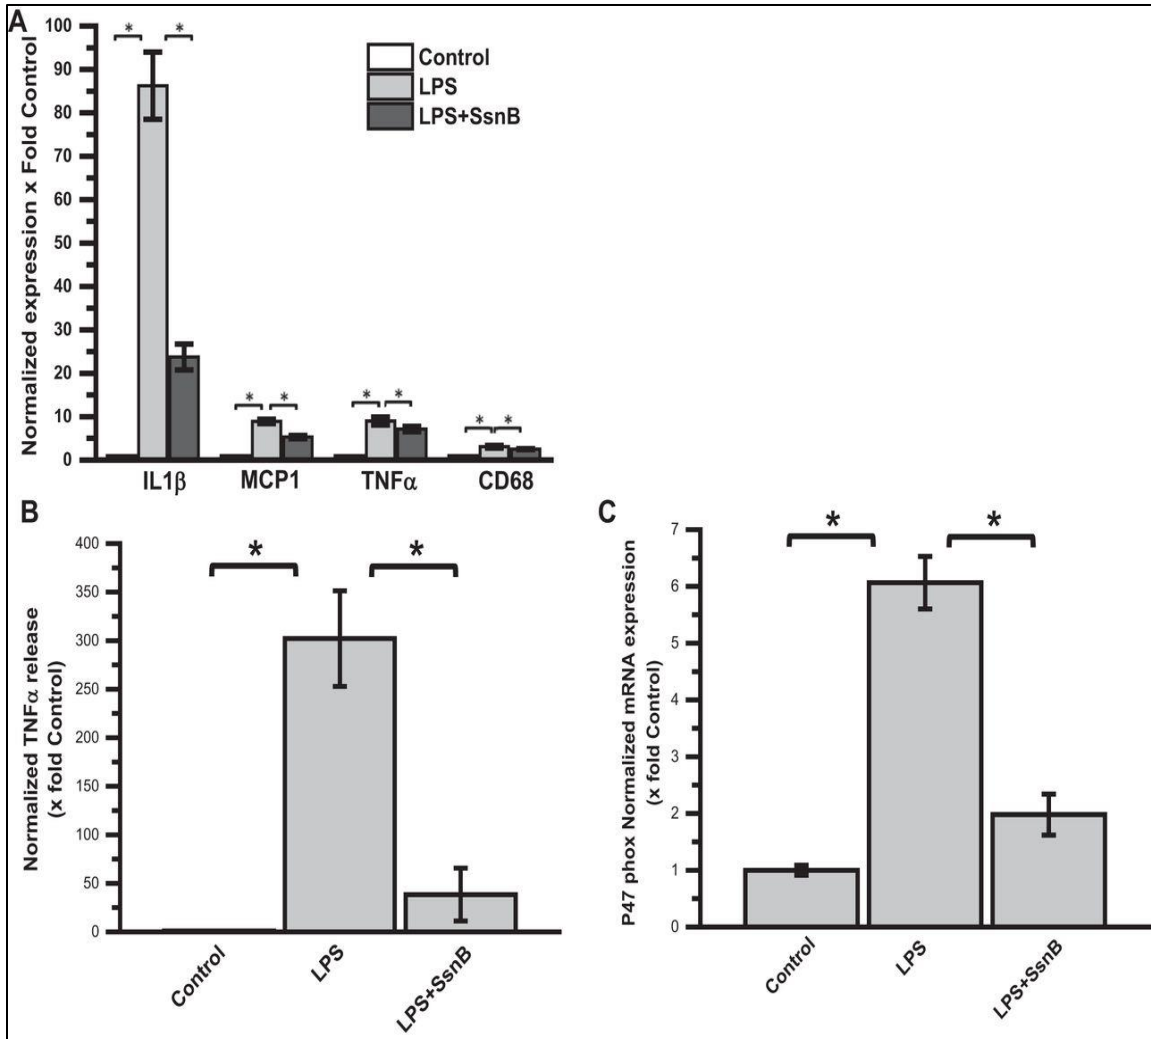 A
Normalized expression x Fold Control
100
90
80
70
60
50
40
30
20
10
0
* *
* *
* *
* *
Control
LPS
LPS+SsnB
IL1β MCP1 TNFα CD68
B
Normalized TNFα release
(x fold Control)
400
350
300
250
200
150
100
50
0
* *
Control LPS LPS+SsnB
C
P47 phox Normalized mRNA expression
(x fold Control)
7
6
5
4
3
2
1
0
* *
Control LPS LPS+SsnB